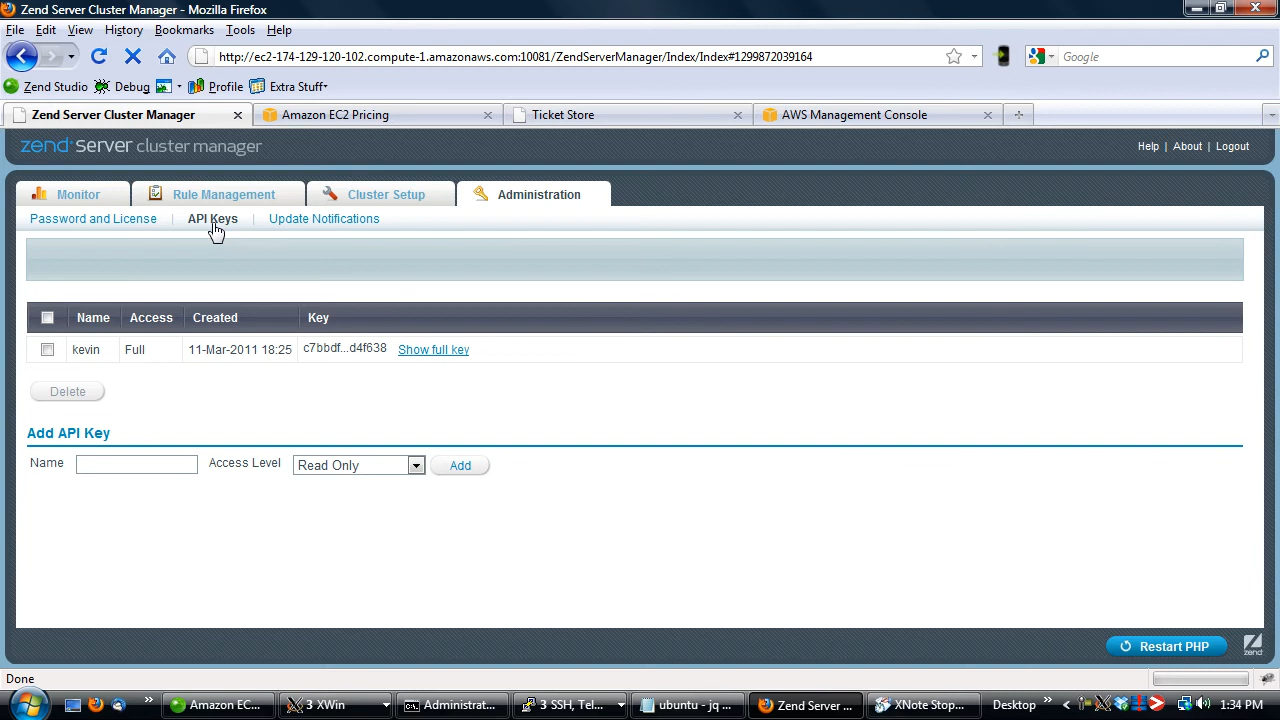 Zend Server Cluster Manager - Mozilla Firefox
File Edit View History Bookmarks Tools Help
http://ec2-174-129-120-102.compute-1.amazonaws.com:10081/ZendServerManager/Index/Index#1299872039164
Google
Zend Studio Debug Profile Extra Stuff
Zend Server Cluster Manager
Amazon EC2 Pricing
Ticket Store
AWS Management Console
zend server cluster manager
Help | About | Logout
Monitor
Rule Management
Cluster Setup
Administration
Password and License | API Keys | Update Notifications
Name Access Created Key
kevin Full 11-Mar-2011 18:25 c7bbdf...d4f638 Show full key
Delete
Add API Key
Name Access Level Read Only Add
Restart PHP
zend
Done
» Amazon EC... 3 XWin Administrat... 3 SSH, Tel... ubuntu - jq ... Zend Server ... XNote Stop... Desktop » 1:34 PM